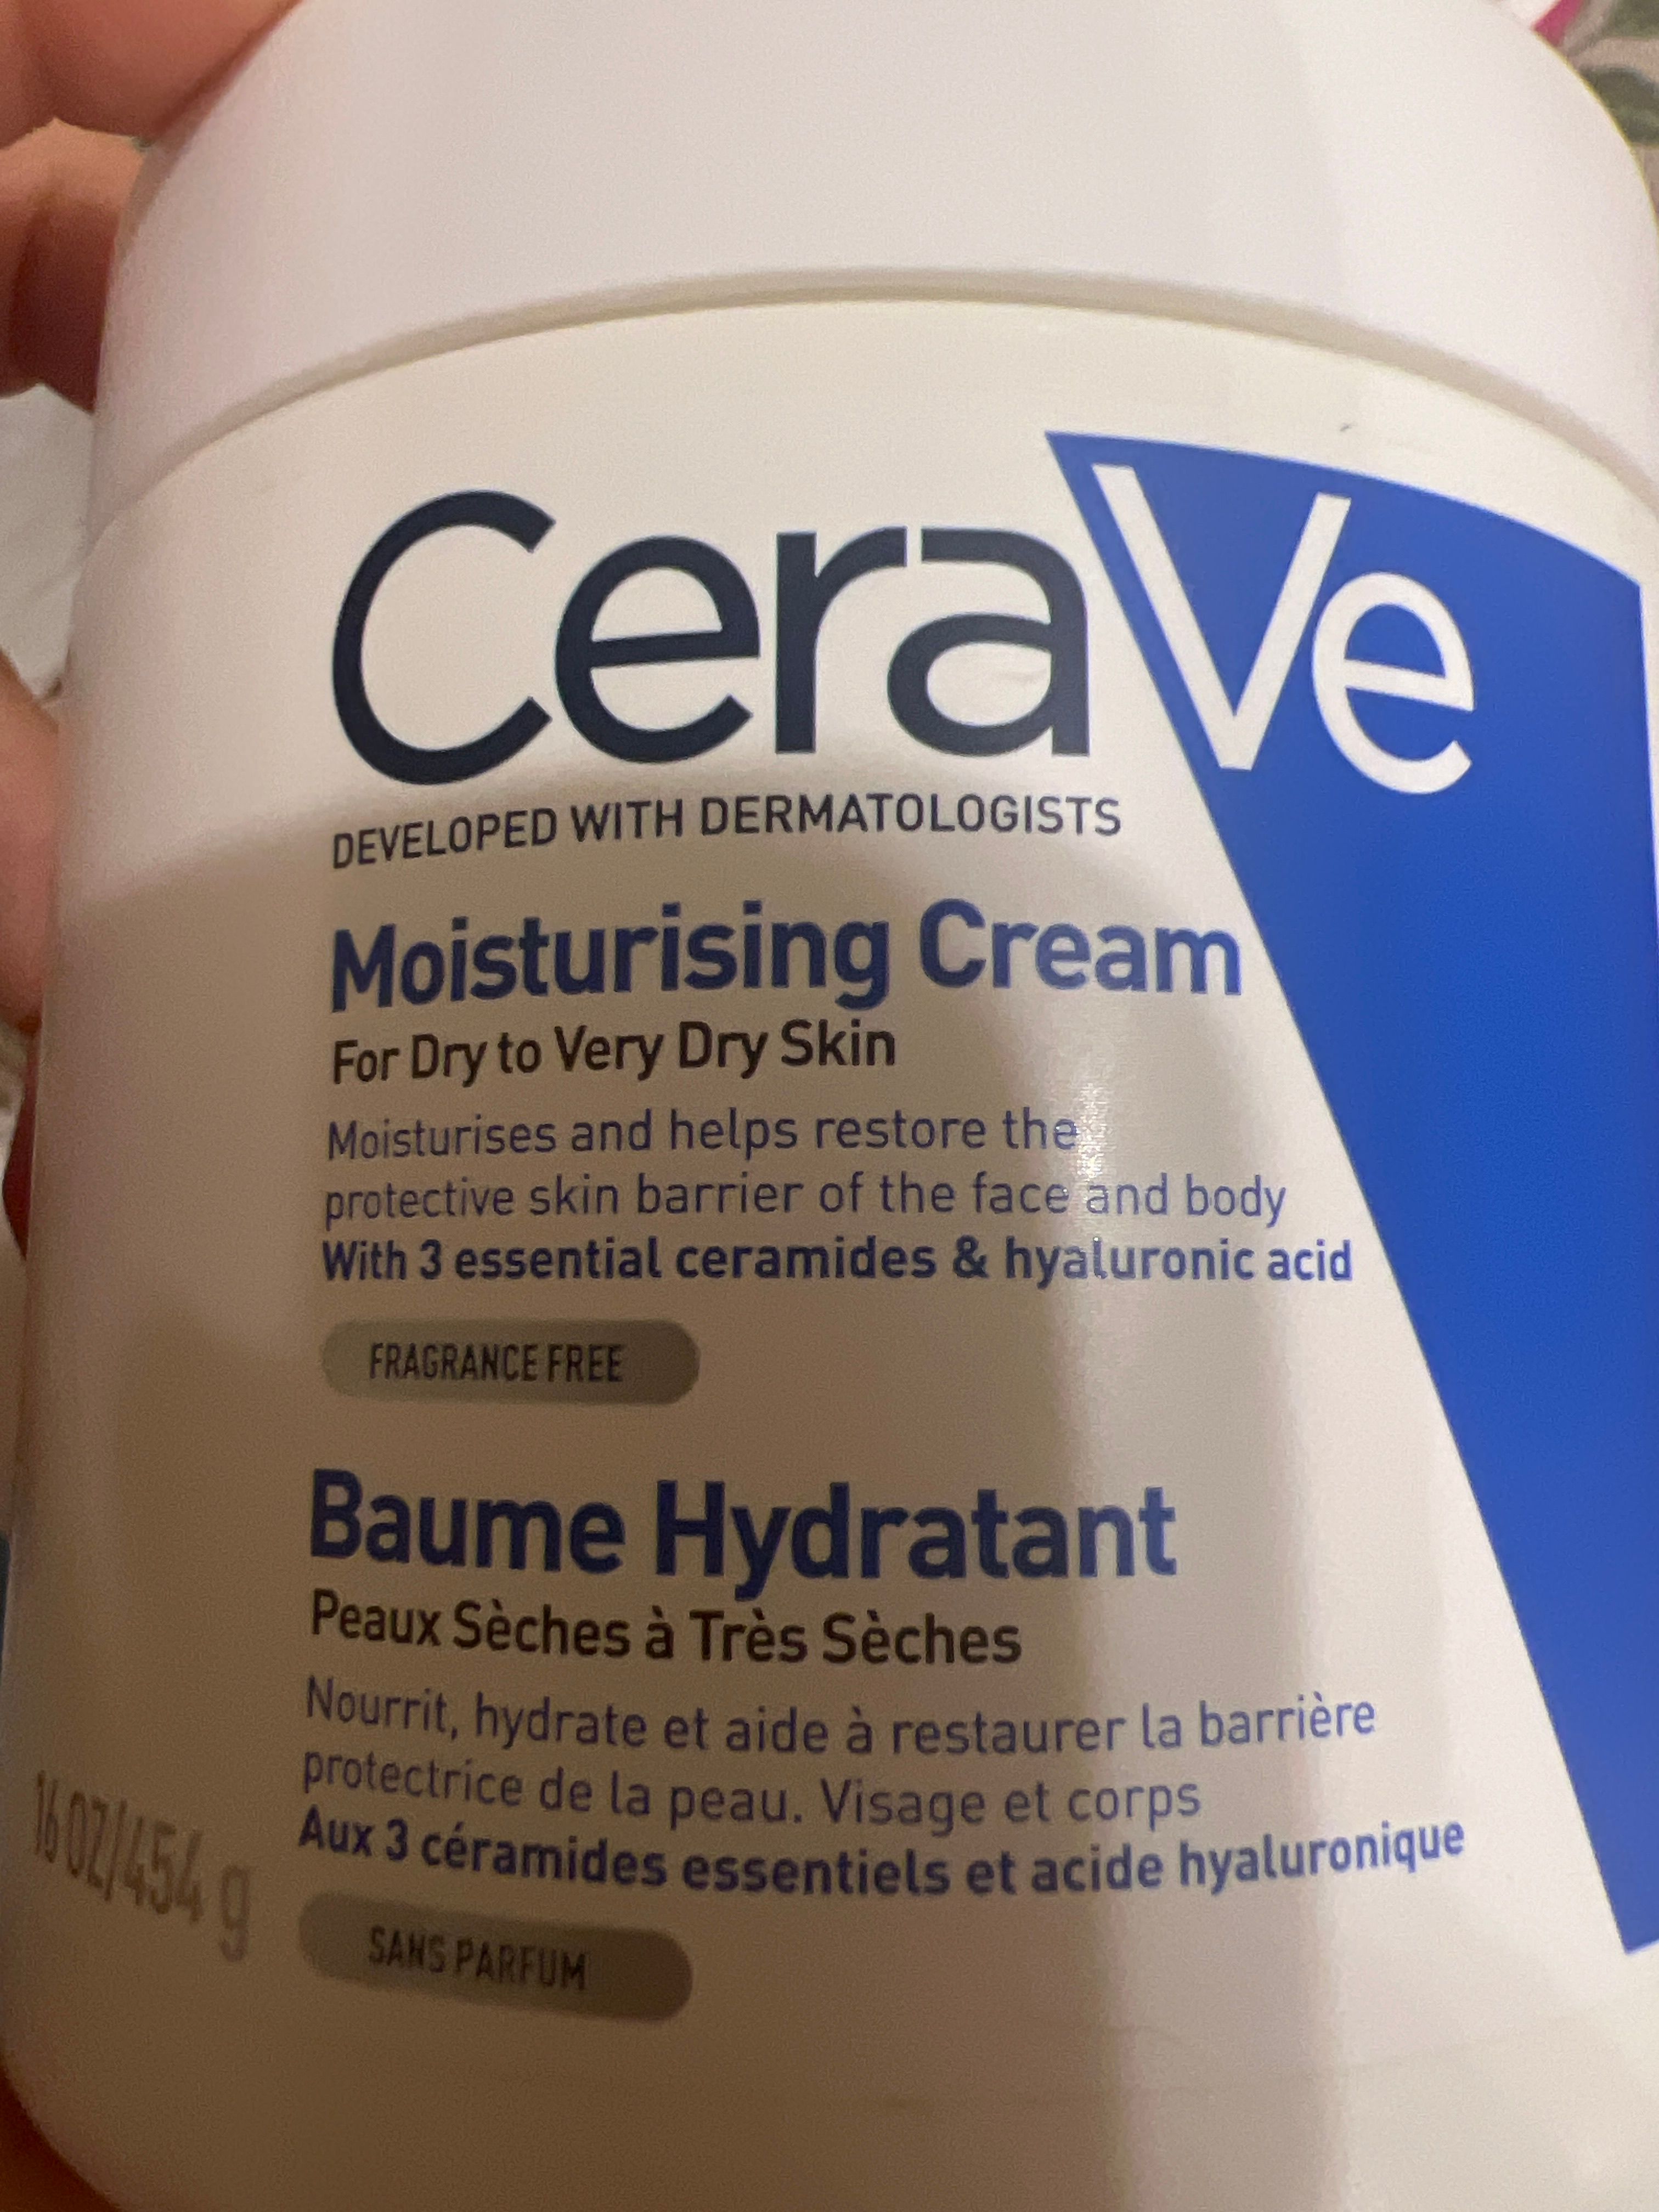 CeraVe
DEVELOPED WITH DERMATOLOGISTS
Moisturising Cream
For Dry to Very Dry Skin
Moisturises and helps restore the
protective skin barrier of the face and body
With 3 essential ceramides & hyaluronic acid
FRAGRANCE FREE
Baume Hydratant
Peaux Sèches à Très Sèches
Nourrit, hydrate et aide à restaurer la barrière
protectrice de la peau. Visage et corps
Aux 3 céramides essentiels et acide hyaluronique
16 OZ/454 g
SANS PARFUM